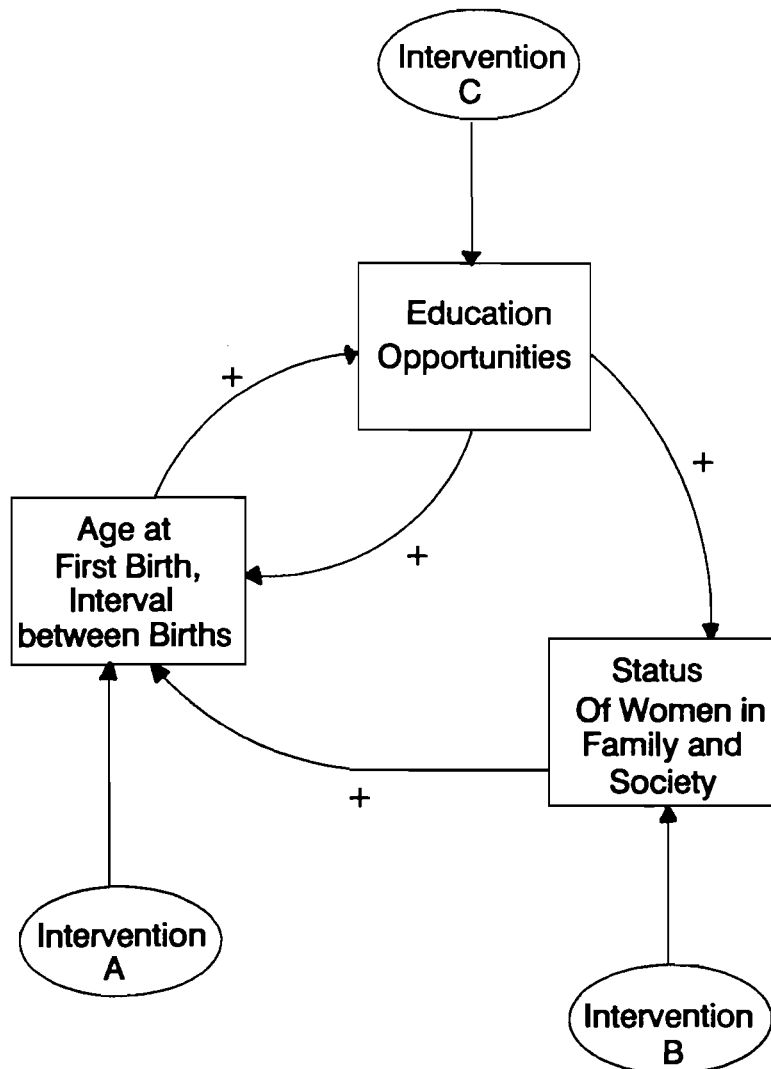 Intervention
C
Education
Opportunities
+
+
+
Age at
First Birth,
Interval
between Births
Status
Of Women in
Family and
Society
+
Intervention
A
Intervention
B